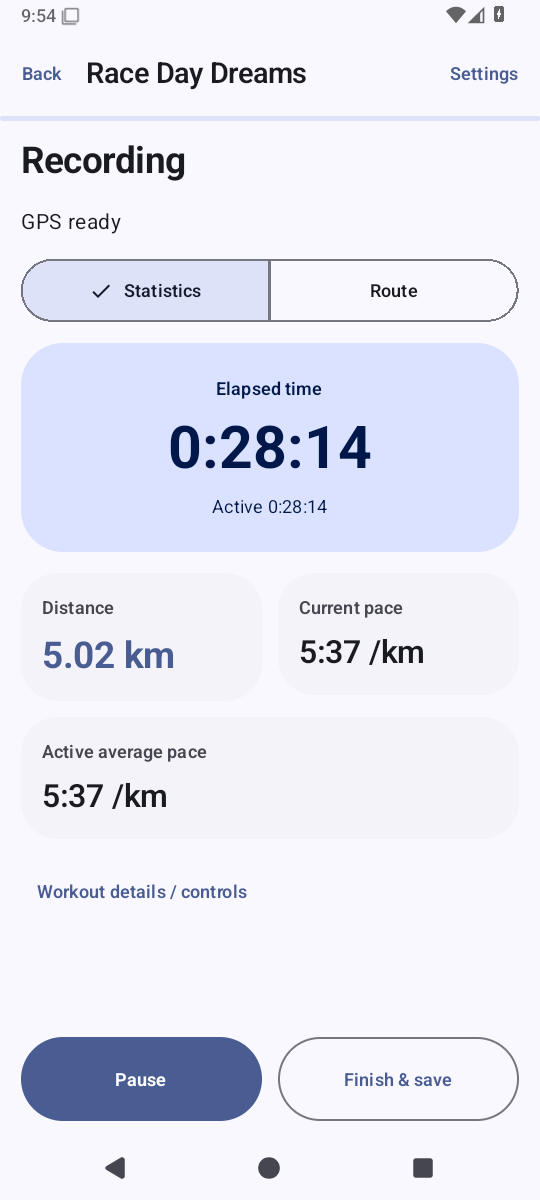 9:54
Back Race Day Dreams Settings
Recording
GPS ready
Statistics Route
Elapsed time
0:28:14
Active 0:28:14
Distance Current pace
5.02 km 5:37 /km
Active average pace
5:37 /km
Workout details / controls
Pause Finish & save